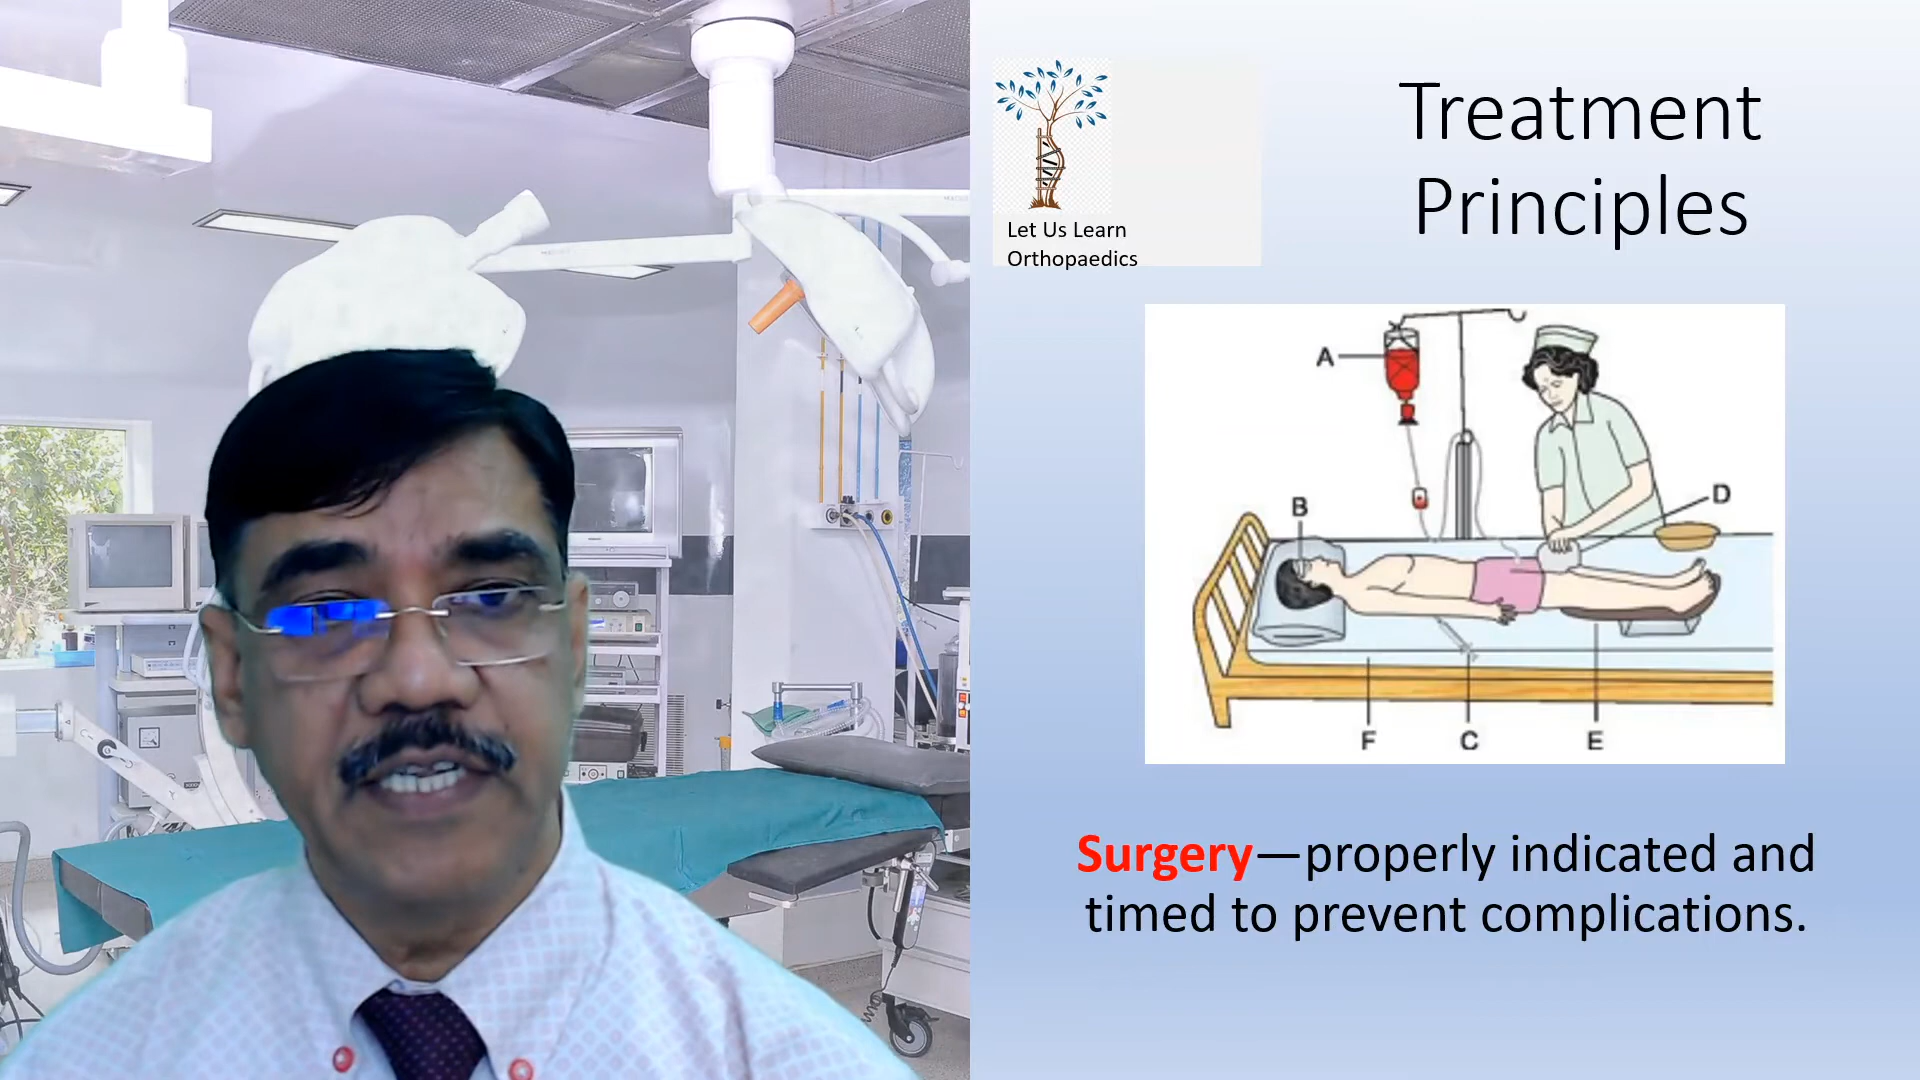 Let Us Learn
Orthopaedics
Treatment
Principles
A
B
D
F
C
E
Surgery—properly indicated and
timed to prevent complications.